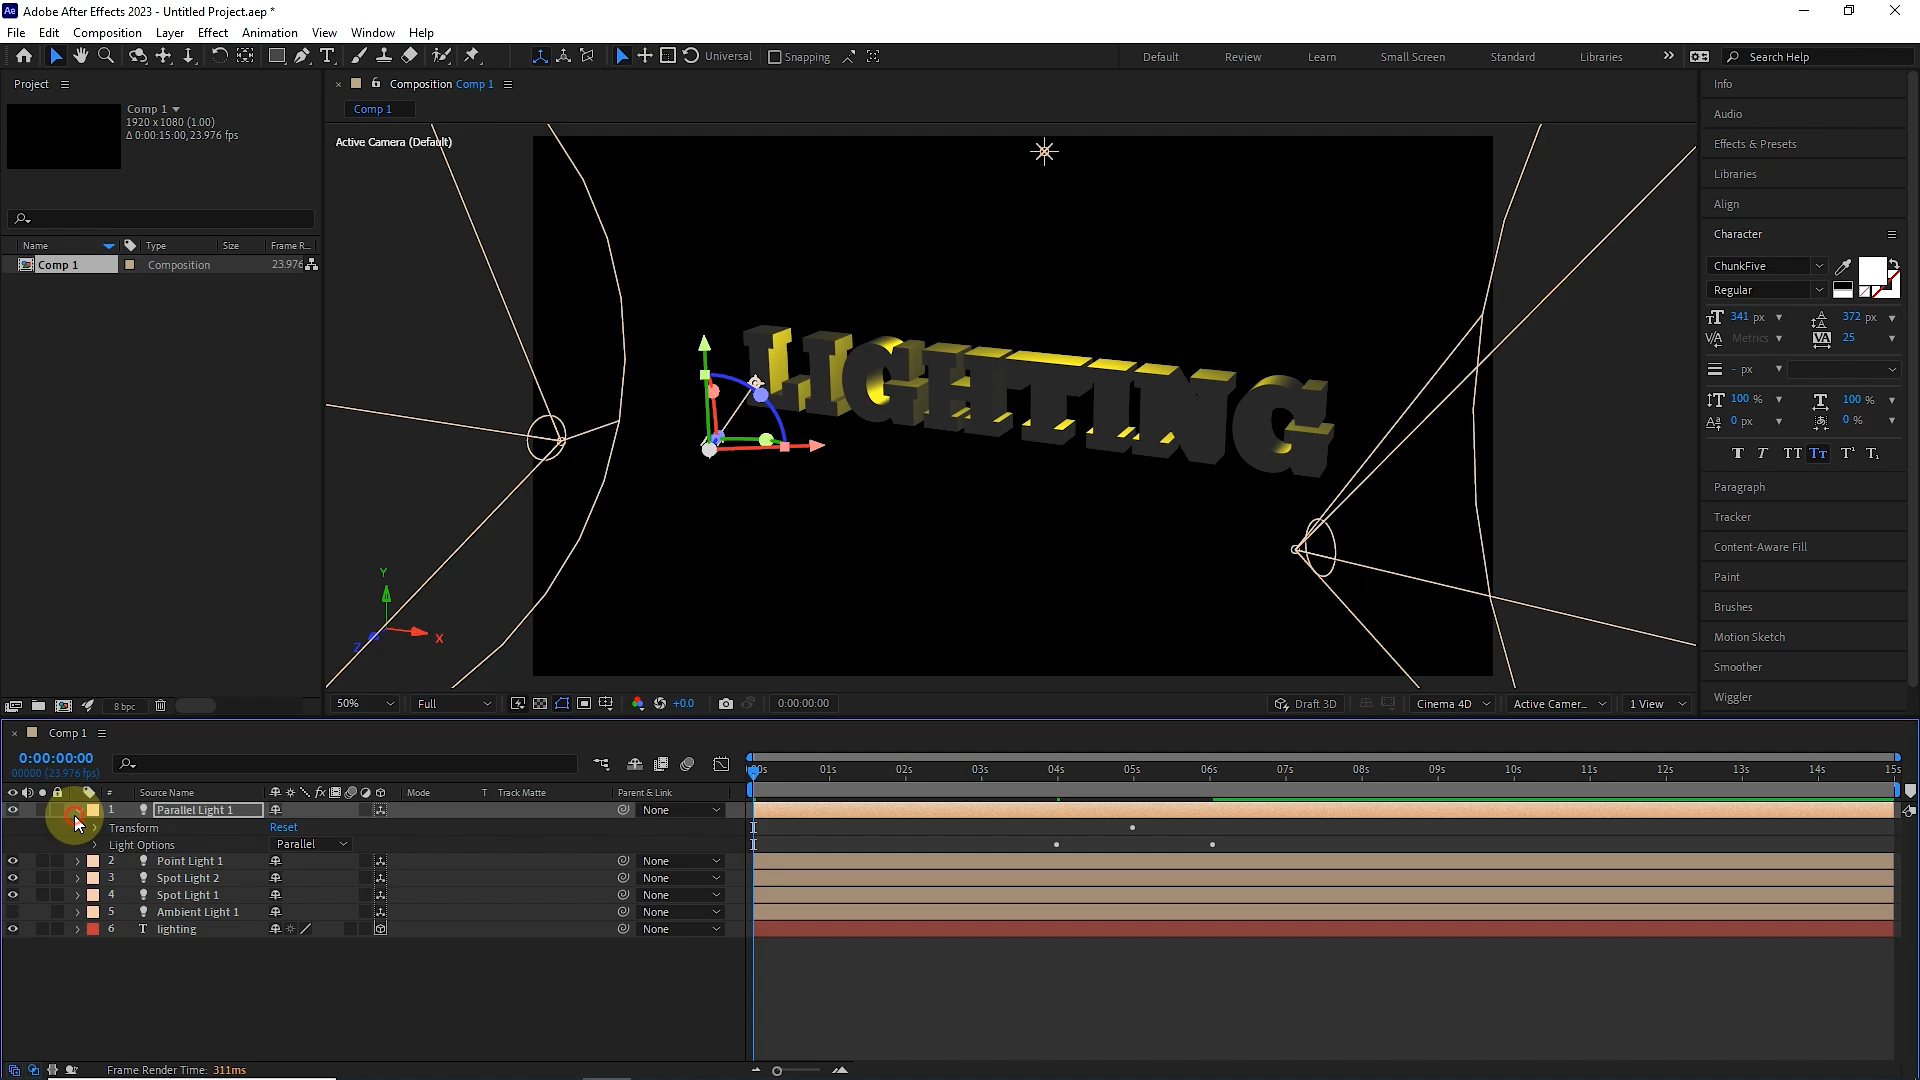 Ae Adobe After Effects 2023 - Untitled Project.aep *
File Edit Composition Layer Effect Animation View Window Help
Universal Snapping Default Review Learn Small Screen Standard Libraries Search Help
Project
Comp 1
1920 x 1080 (1.00)
Δ 0:00:15:00, 23.976 fps
Name Type Size Frame R...
Comp 1 Composition 23.976
8 bpc
Composition Comp 1
Comp 1
Active Camera (Default)
LIGHTING
Y
X
Z
50% Full +0.0 0:00:00:00 Draft 3D Cinema 4D Active Camer... 1 View
Info
Audio
Effects & Presets
Libraries
Align
Character
ChunkFive
Regular
341 px 372 px
Metrics 25
- px
100 % 100 %
0 px 0 %
T T TT Tt T¹ T₁
Paragraph
Tracker
Content-Aware Fill
Paint
Brushes
Motion Sketch
Smoother
Wiggler
Comp 1
0:00:00:00
00000 (23.976 fps)
:00s 01s 02s 03s 04s 05s 06s 07s 08s 09s 10s 11s 12s 13s 14s 15s
# Source Name fx Mode T Track Matte Parent & Link
1 Parallel Light 1 None
Transform Reset
Light Options Parallel
2 Point Light 1 None
3 Spot Light 2 None
4 Spot Light 1 None
5 Ambient Light 1 None
6 T lighting None
Frame Render Time: 311ms